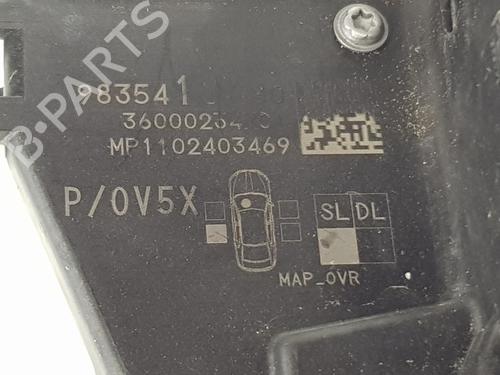 B-PARTS
983541
MP1102403469
P/0V5X
SL DL
MAP_OVR